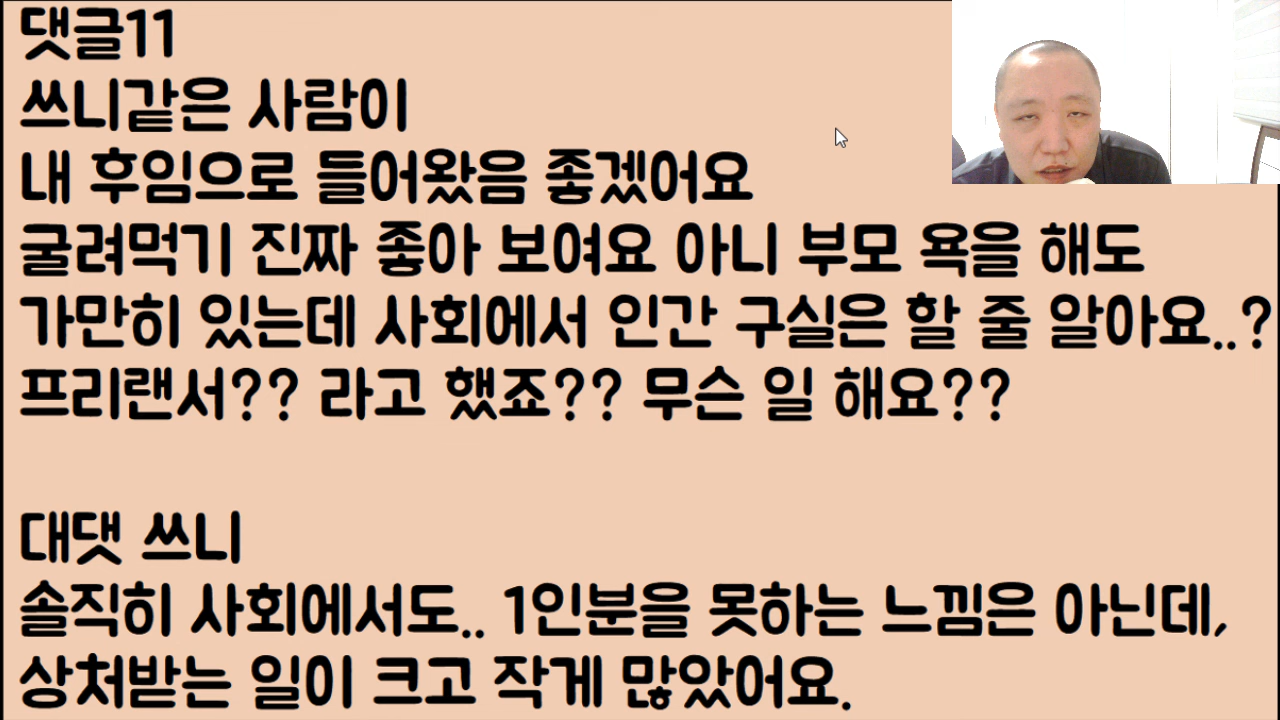 댓글11
쓰니같은 사람이
내 후임으로 들어왔음 좋겠어요
굴려먹기 진짜 좋아 보여요 아니 부모 욕을 해도
가만히 있는데 사회에서 인간 구실은 할 줄 알아요..?
프리랜서?? 라고 했죠?? 무슨 일 해요??
대댓 쓰니
솔직히 사회에서도.. 1인분을 못하는 느낌은 아닌데,
상처받는 일이 크고 작게 많았어요.